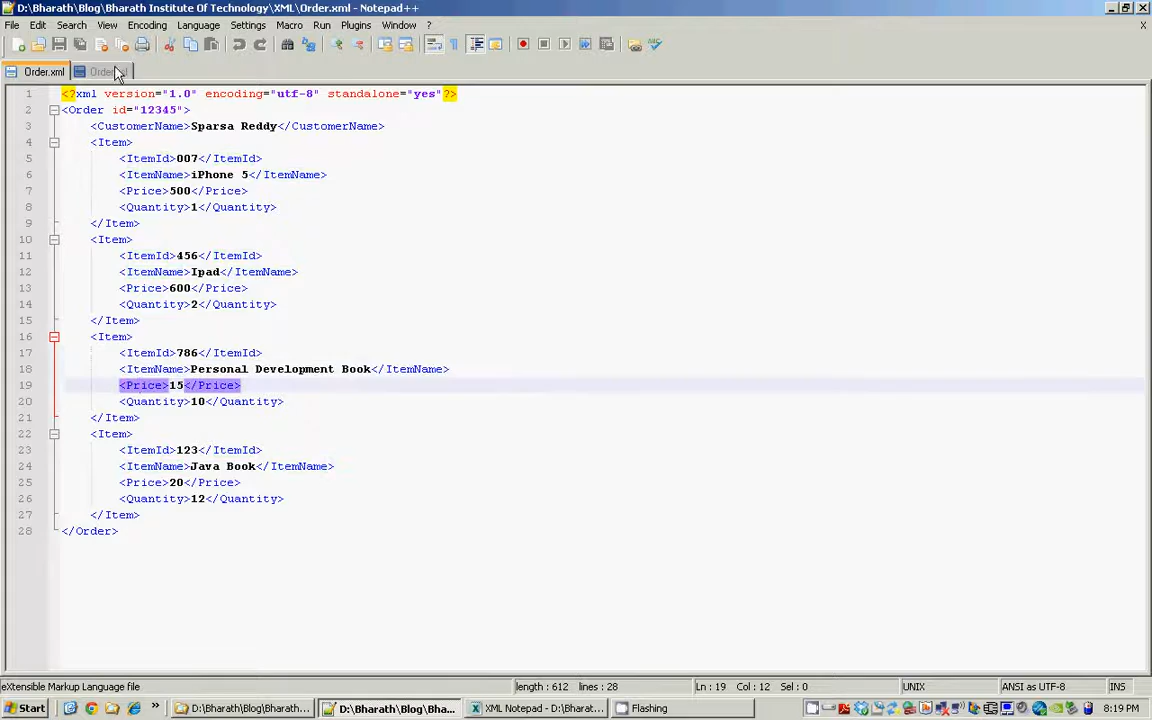 D:\Bharath\Blog\Bharath Institute Of Technology\XML\Order.xml - Notepad++
File Edit Search View Encoding Language Settings Macro Run Plugins Window ? X
Order.xml Order
1 <?xml version="1.0" encoding="utf-8" standalone="yes"?>
2 <Order id="12345">
3 <CustomerName>Sparsa Reddy</CustomerName>
4 <Item>
5 <ItemId>007</ItemId>
6 <ItemName>iPhone 5</ItemName>
7 <Price>500</Price>
8 <Quantity>1</Quantity>
9 </Item>
10 <Item>
11 <ItemId>456</ItemId>
12 <ItemName>Ipad</ItemName>
13 <Price>600</Price>
14 <Quantity>2</Quantity>
15 </Item>
16 <Item>
17 <ItemId>786</ItemId>
18 <ItemName>Personal Development Book</ItemName>
19 <Price>15</Price>
20 <Quantity>10</Quantity>
21 </Item>
22 <Item>
23 <ItemId>123</ItemId>
24 <ItemName>Java Book</ItemName>
25 <Price>20</Price>
26 <Quantity>12</Quantity>
27 </Item>
28 </Order>
eXtensible Markup Language file length : 612 lines : 28 Ln : 19 Col : 12 Sel : 0 UNIX ANSI as UTF-8 INS
Start D:\Bharath\Blog\Bharath... D:\Bharath\Blog\Bha... XML Notepad - D:\Bharat... Flashing 8:19 PM